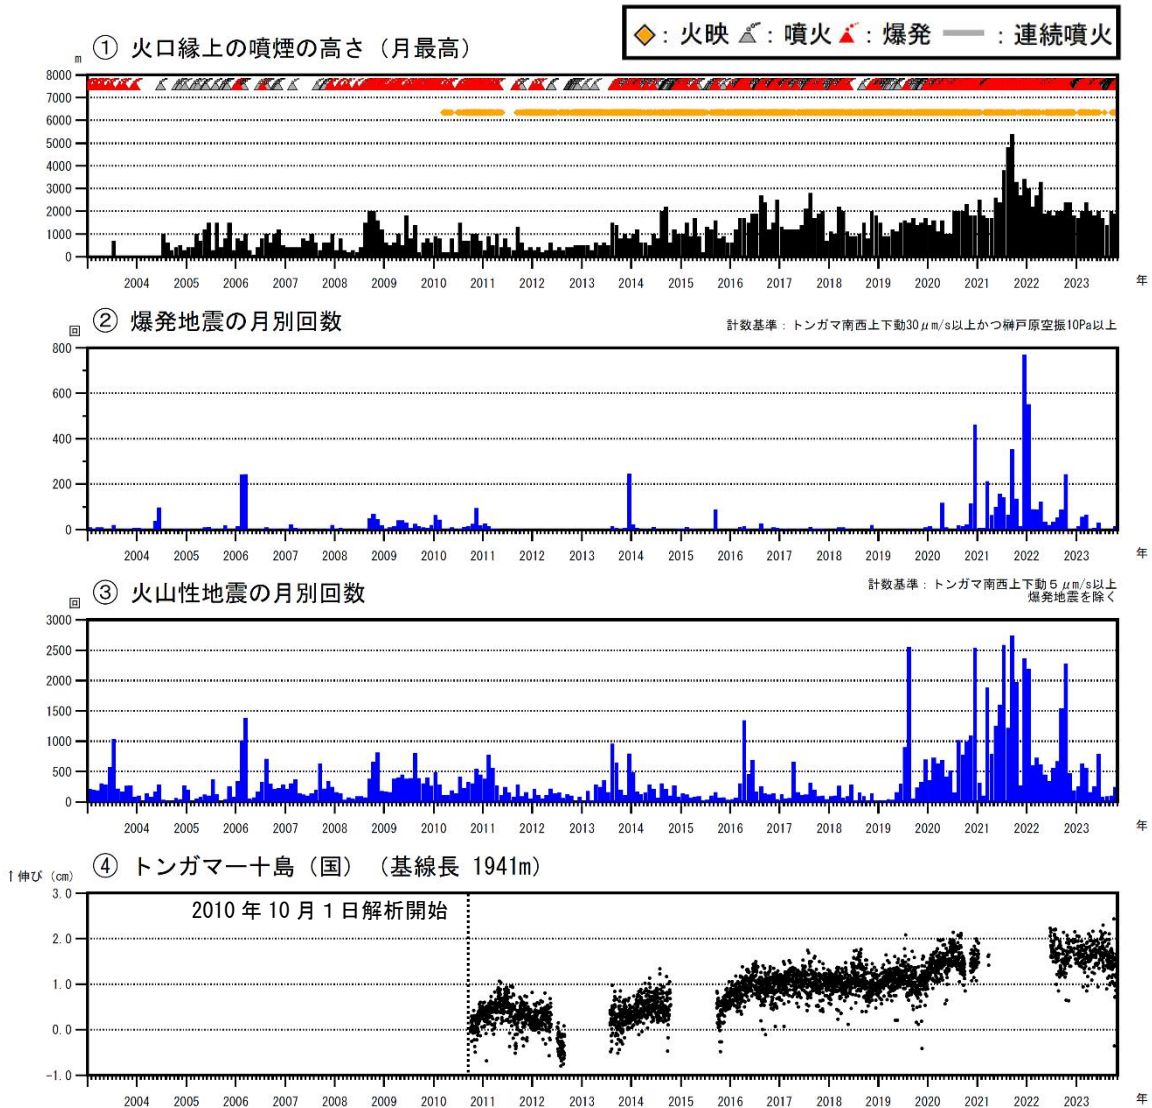 ◆：火映 ：噴火 ：爆発 ：連続噴火
① 火口縁上の噴煙の高さ（月最高）
m
8000
7000
6000
5000
4000
3000
2000
1000
0
2004 2005 2006 2007 2008 2009 2010 2011 2012 2013 2014 2015 2016 2017 2018 2019 2020 2021 2022 2023 年
② 爆発地震の月別回数
計数基準：トンガマ南西上下動30μm/s以上かつ榊戸原空振10Pa以上
回
800
600
400
200
0
2004 2005 2006 2007 2008 2009 2010 2011 2012 2013 2014 2015 2016 2017 2018 2019 2020 2021 2022 2023 年
③ 火山性地震の月別回数
計数基準：トンガマ南西上下動５μm/s以上
爆発地震を除く
回
3000
2500
2000
1500
1000
500
0
2004 2005 2006 2007 2008 2009 2010 2011 2012 2013 2014 2015 2016 2017 2018 2019 2020 2021 2022 2023 年
④ トンガマー十島（国）（基線長 1941m）
↑伸び（cm）
2010年10月１日解析開始
3.0
2.0
1.0
0.0
-1.0
2004 2005 2006 2007 2008 2009 2010 2011 2012 2013 2014 2015 2016 2017 2018 2019 2020 2021 2022 2023 年